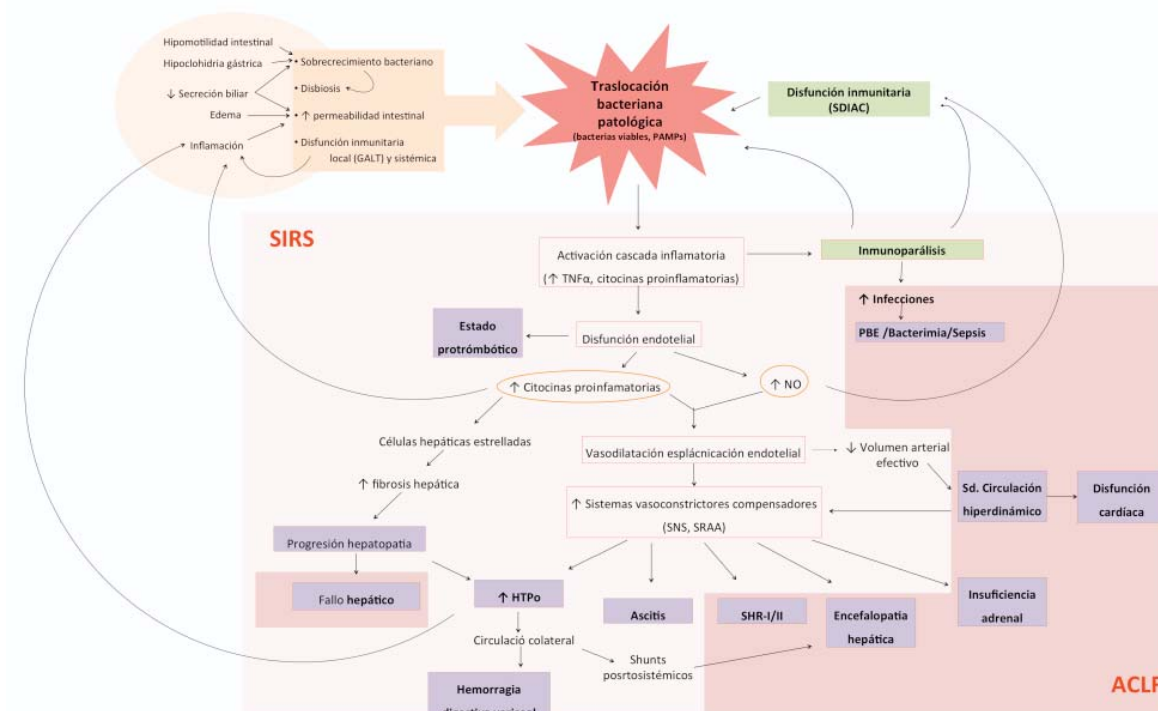 Hipomotilidad intestinal
Hipoclohidria gástrica
↓ Secreción biliar
Edema
Inflamación
• Sobrecrecimiento bacteriano
• Disbiosis
• ↑ permeabilidad intestinal
• Disfunción inmunitaria
local (GALT) y sistémica
Traslocación
bacteriana
patológica
(bacterias viables, PAMPs)
Disfunción inmunitaria
(SDIAC)
SIRS
Activación cascada inflamatoria
(↑ TNFα, citocinas proinflamatorias)
Inmunoparálisis
↑ Infecciones
PBE /Bacterimia/Sepsis
Estado
protrómbótico
Disfunción endotelial
↑ Citocinas proinfamatorias
↑ NO
Células hepáticas estrelladas
Vasodilatación esplácnicación endotelial
↓ Volumen arterial
efectivo
↑ fibrosis hepática
↑ Sistemas vasoconstrictores compensadores
(SNS, SRAA)
Sd. Circulación
hiperdinámico
Disfunción
cardíaca
Progresión hepatopatia
Fallo hepático
↑ HTPo
Ascitis
SHR-I/II
Encefalopatia
hepática
Insuficiencia
adrenal
Circulació colateral
Shunts
posrtosistémicos
Hemorragia
ACLF